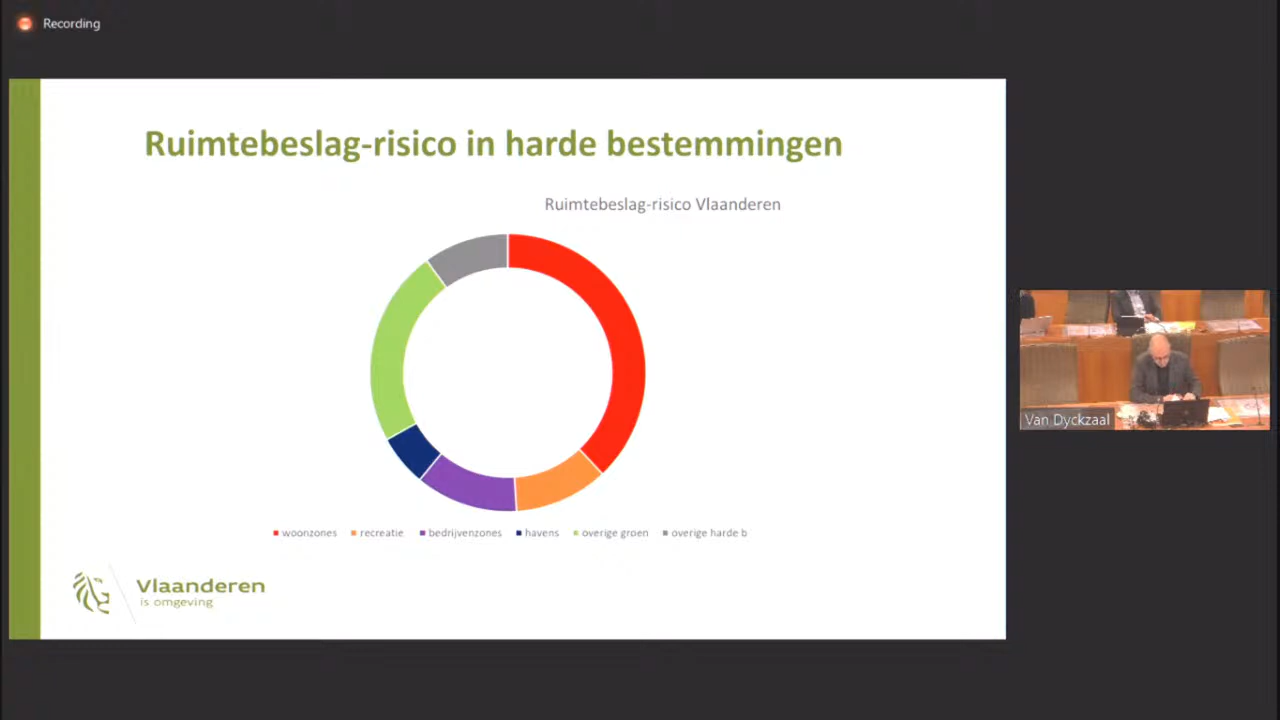 Recording
Ruimtebeslag-risico in harde bestemmingen
Ruimtebeslag-risico Vlaanderen
woonzones recreatie bedrijvenzones havens overige groen overige harde b
Vlaanderen
is omgeving
Van Dyckzaal